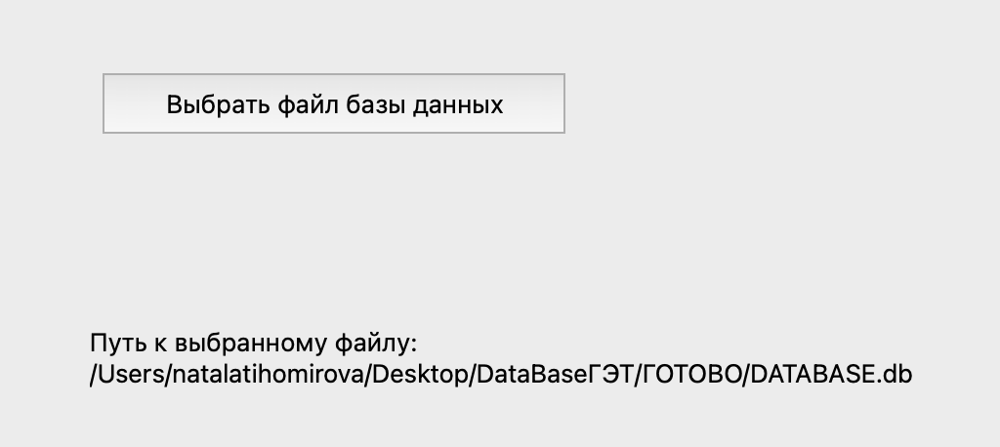 Выбрать файл базы данных
Путь к выбранному файлу:
/Users/natalatihomirova/Desktop/DataBaseГЭТ/ГОТОВО/DATABASE.db